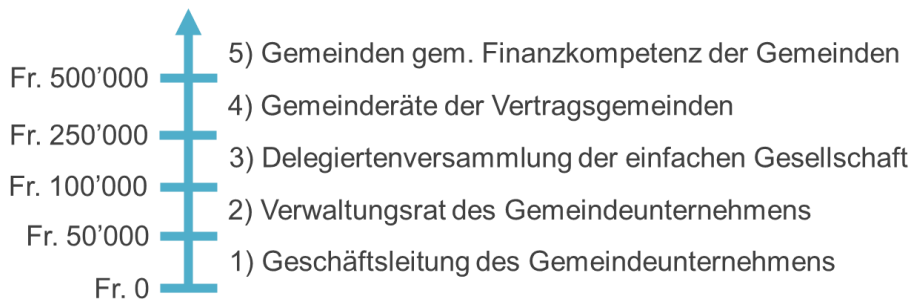 5) Gemeinden gem. Finanzkompetenz der Gemeinden
Fr. 500’000
4) Gemeinderäte der Vertragsgemeinden
Fr. 250’000
3) Delegiertenversammlung der einfachen Gesellschaft
Fr. 100’000
2) Verwaltungsrat des Gemeindeunternehmens
Fr. 50’000
1) Geschäftsleitung des Gemeindeunternehmens
Fr. 0